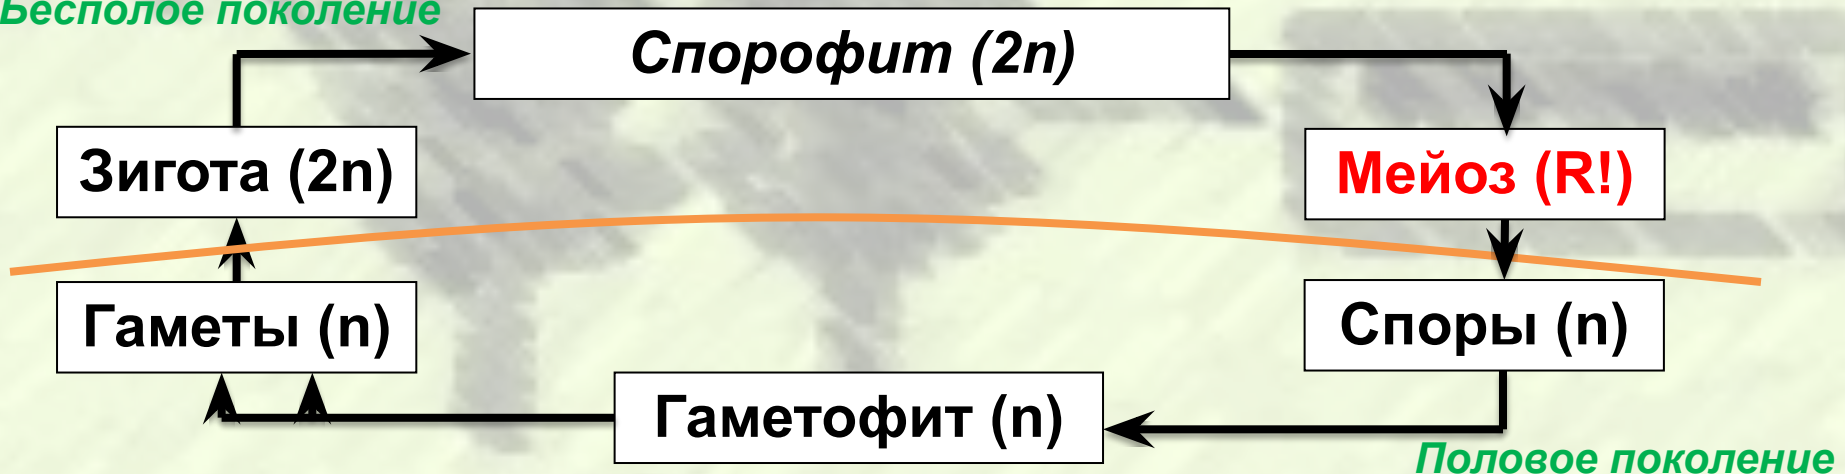 Бесполое поколение
Спорофит (2n)
Зигота (2n)
Мейоз (R!)
Гаметы (n)
Споры (n)
Гаметофит (n)
Половое поколение